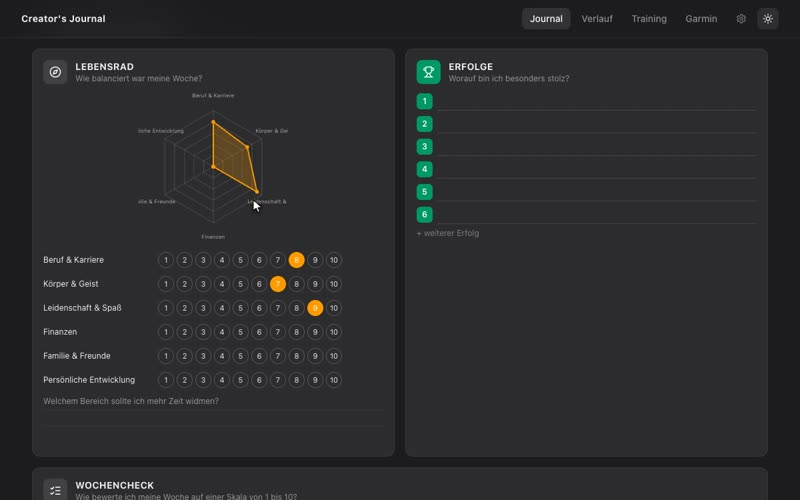 Creator's Journal
Journal
Verlauf
Training
Garmin
LEBENSRAD
Wie balanciert war meine Woche?
Beruf & Karriere
liche Entwicklung
Körper & Gei
ilie & Freunde
Le enschaft &
Finanzen
Beruf & Karriere 1 2 3 4 5 6 7 8 9 10
Körper & Geist 1 2 3 4 5 6 7 8 9 10
Leidenschaft & Spaß 1 2 3 4 5 6 7 8 9 10
Finanzen 1 2 3 4 5 6 7 8 9 10
Familie & Freunde 1 2 3 4 5 6 7 8 9 10
Persönliche Entwicklung 1 2 3 4 5 6 7 8 9 10
Welchem Bereich sollte ich mehr Zeit widmen?
ERFOLGE
Worauf bin ich besonders stolz?
1
2
3
4
5
6
+ weiterer Erfolg
WOCHENCHECK
Wie bewerte ich meine Woche auf einer Skala von 1 bis 10?